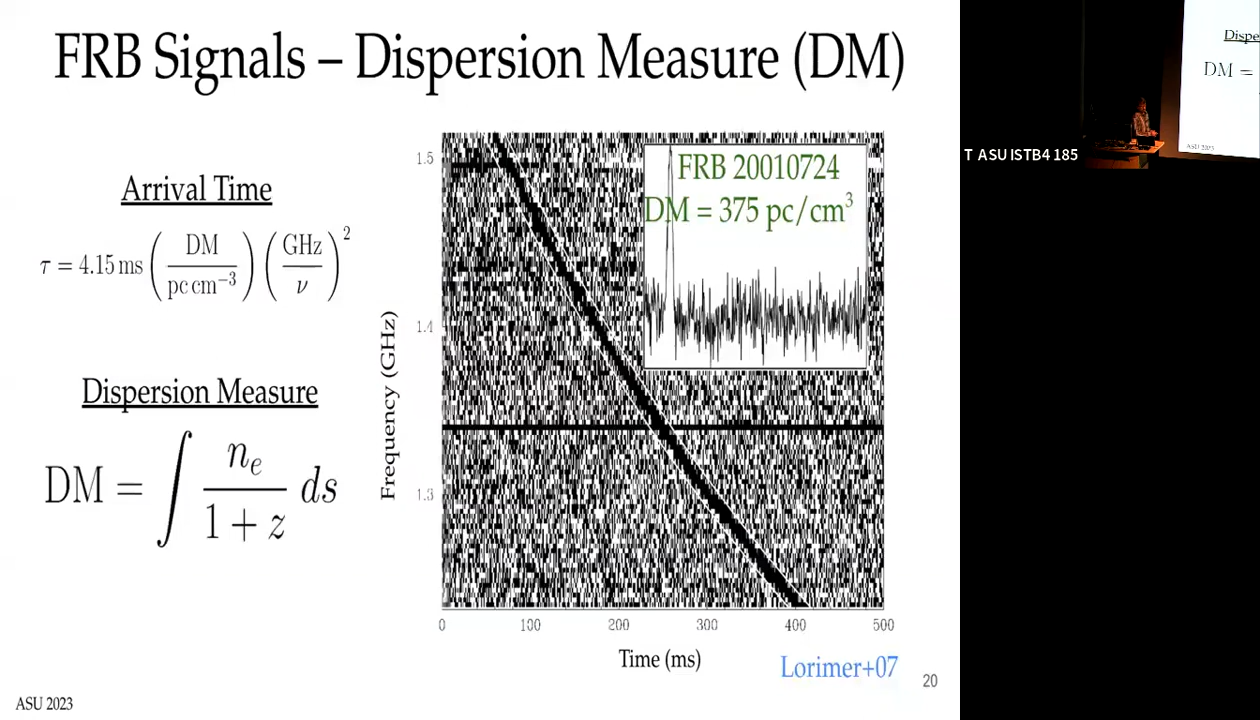 FRB Signals – Dispersion Measure (DM)
Arrival Time
τ = 4.15 ms (DM / pc cm⁻³) (GHz / ν)²
Dispersion Measure
DM = ∫ nₑ / (1 + z) ds
FRB 20010724
DM = 375 pc/cm³
Frequency (GHz)
1.5
1.4
1.3
0 100 200 300 400 500
Time (ms)
Lorimer+07
20
ASU 2023
T ASU ISTB4 185
Dispe
DM =
ASU 2023